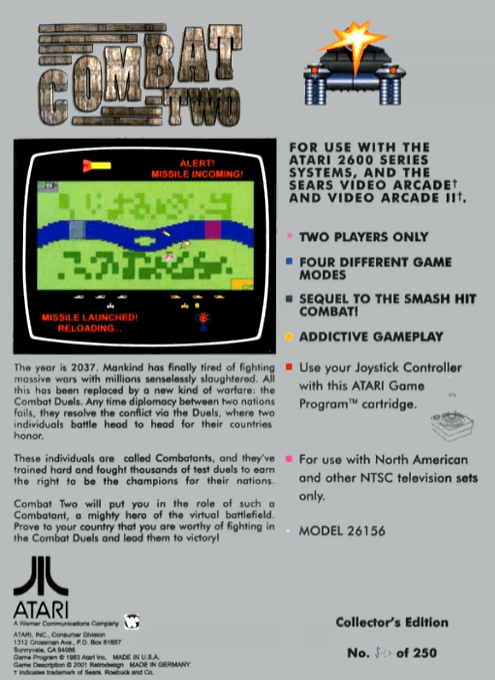 COMBAT
TWO
ALERT!
MISSILE INCOMING!
MISSILE LAUNCHED!
RELOADING...
FOR USE WITH THE
ATARI 2600 SERIES
SYSTEMS, AND THE
SEARS VIDEO ARCADE†
AND VIDEO ARCADE II†.
TWO PLAYERS ONLY
FOUR DIFFERENT GAME
MODES
SEQUEL TO THE SMASH HIT
COMBAT!
ADDICTIVE GAMEPLAY
Use your Joystick Controller
with this ATARI Game
Program™ cartridge.
For use with North American
and other NTSC television sets
only.
MODEL 26156
The year is 2037. Mankind has finally tired of fighting
massive wars with millions senselessly slaughtered. All
this has been replaced by a new kind of warfare: the
Combat Duels. Any time diplomacy between two nations
fails, they resolve the conflict via the Duels, where two
individuals battle head to head for their countries
honor.
These individuals are called Combatants, and they've
trained hard and fought thousands of test duels to earn
the right to be the champions for their nations.
Combat Two will put you in the role of such a
Combatant, a mighty hero of the virtual battlefield.
Prove to your country that you are worthy of fighting in
the Combat Duels and lead them to victory!
ATARI
A Warner Communications Company
ATARI, INC., Consumer Division
1312 Crossman Ave., P.O. Box 61657
Sunnyvale, CA 94086
Game Program © 1983 Atari Inc. MADE IN U.S.A.
Game Description © 2001 Retrodesign MADE IN GERMANY
† Indicates trademark of Sears, Roebuck and Co.
Collector's Edition
No. of 250